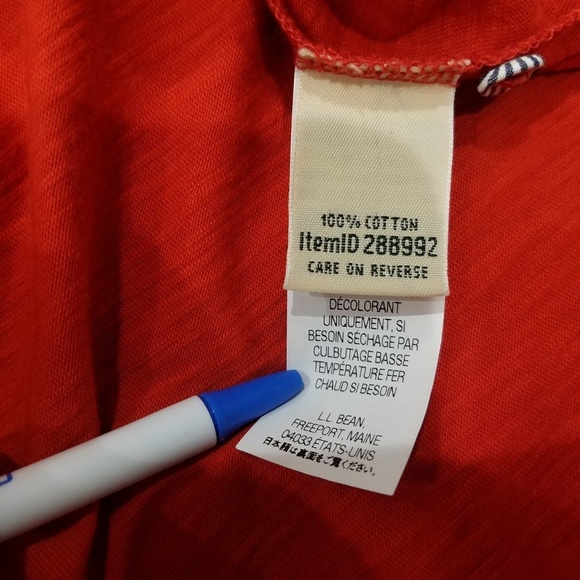 100% COTTON
ItemID 288992
CARE ON REVERSE
DÉCOLORANT
UNIQUEMENT, SI
BESOIN SÉCHAGE PAR
CULBUTAGE BASSE
TEMPÉRATURE FER
CHAUD SI BESOIN
L.L. BEAN,
FREEPORT, MAINE
04033 ÉTATS-UNIS
日本語は裏面をご覧ください。